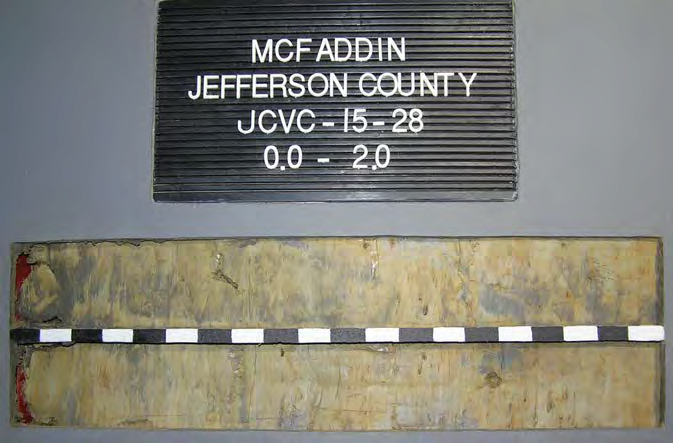 MCFADDIN
JEFFERSON COUNTY
JCVC-15-28
0.0 - 2.0